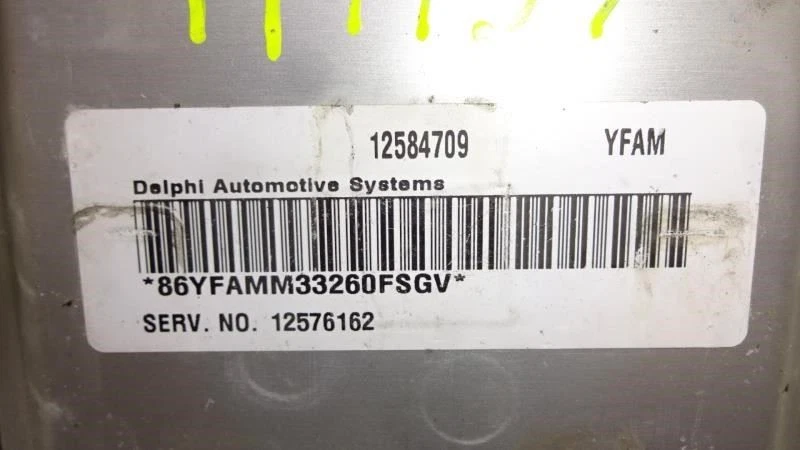 12584709 YFAM
Delphi Automotive Systems
*86YFAMM33260FSGV*
SERV. NO. 12576162